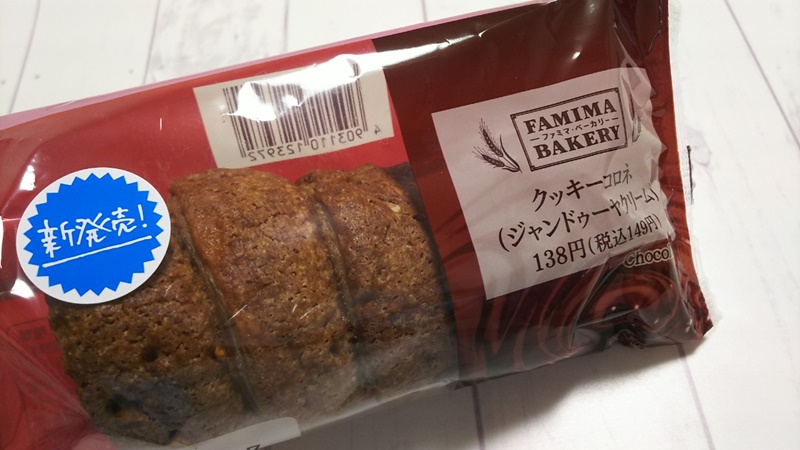 新発売!
4903110123972
FAMIMA
ファミマ・ベーカリー
BAKERY
クッキーコロネ
(ジャンドゥーヤクリーム)
138円(税込149円)
Choco